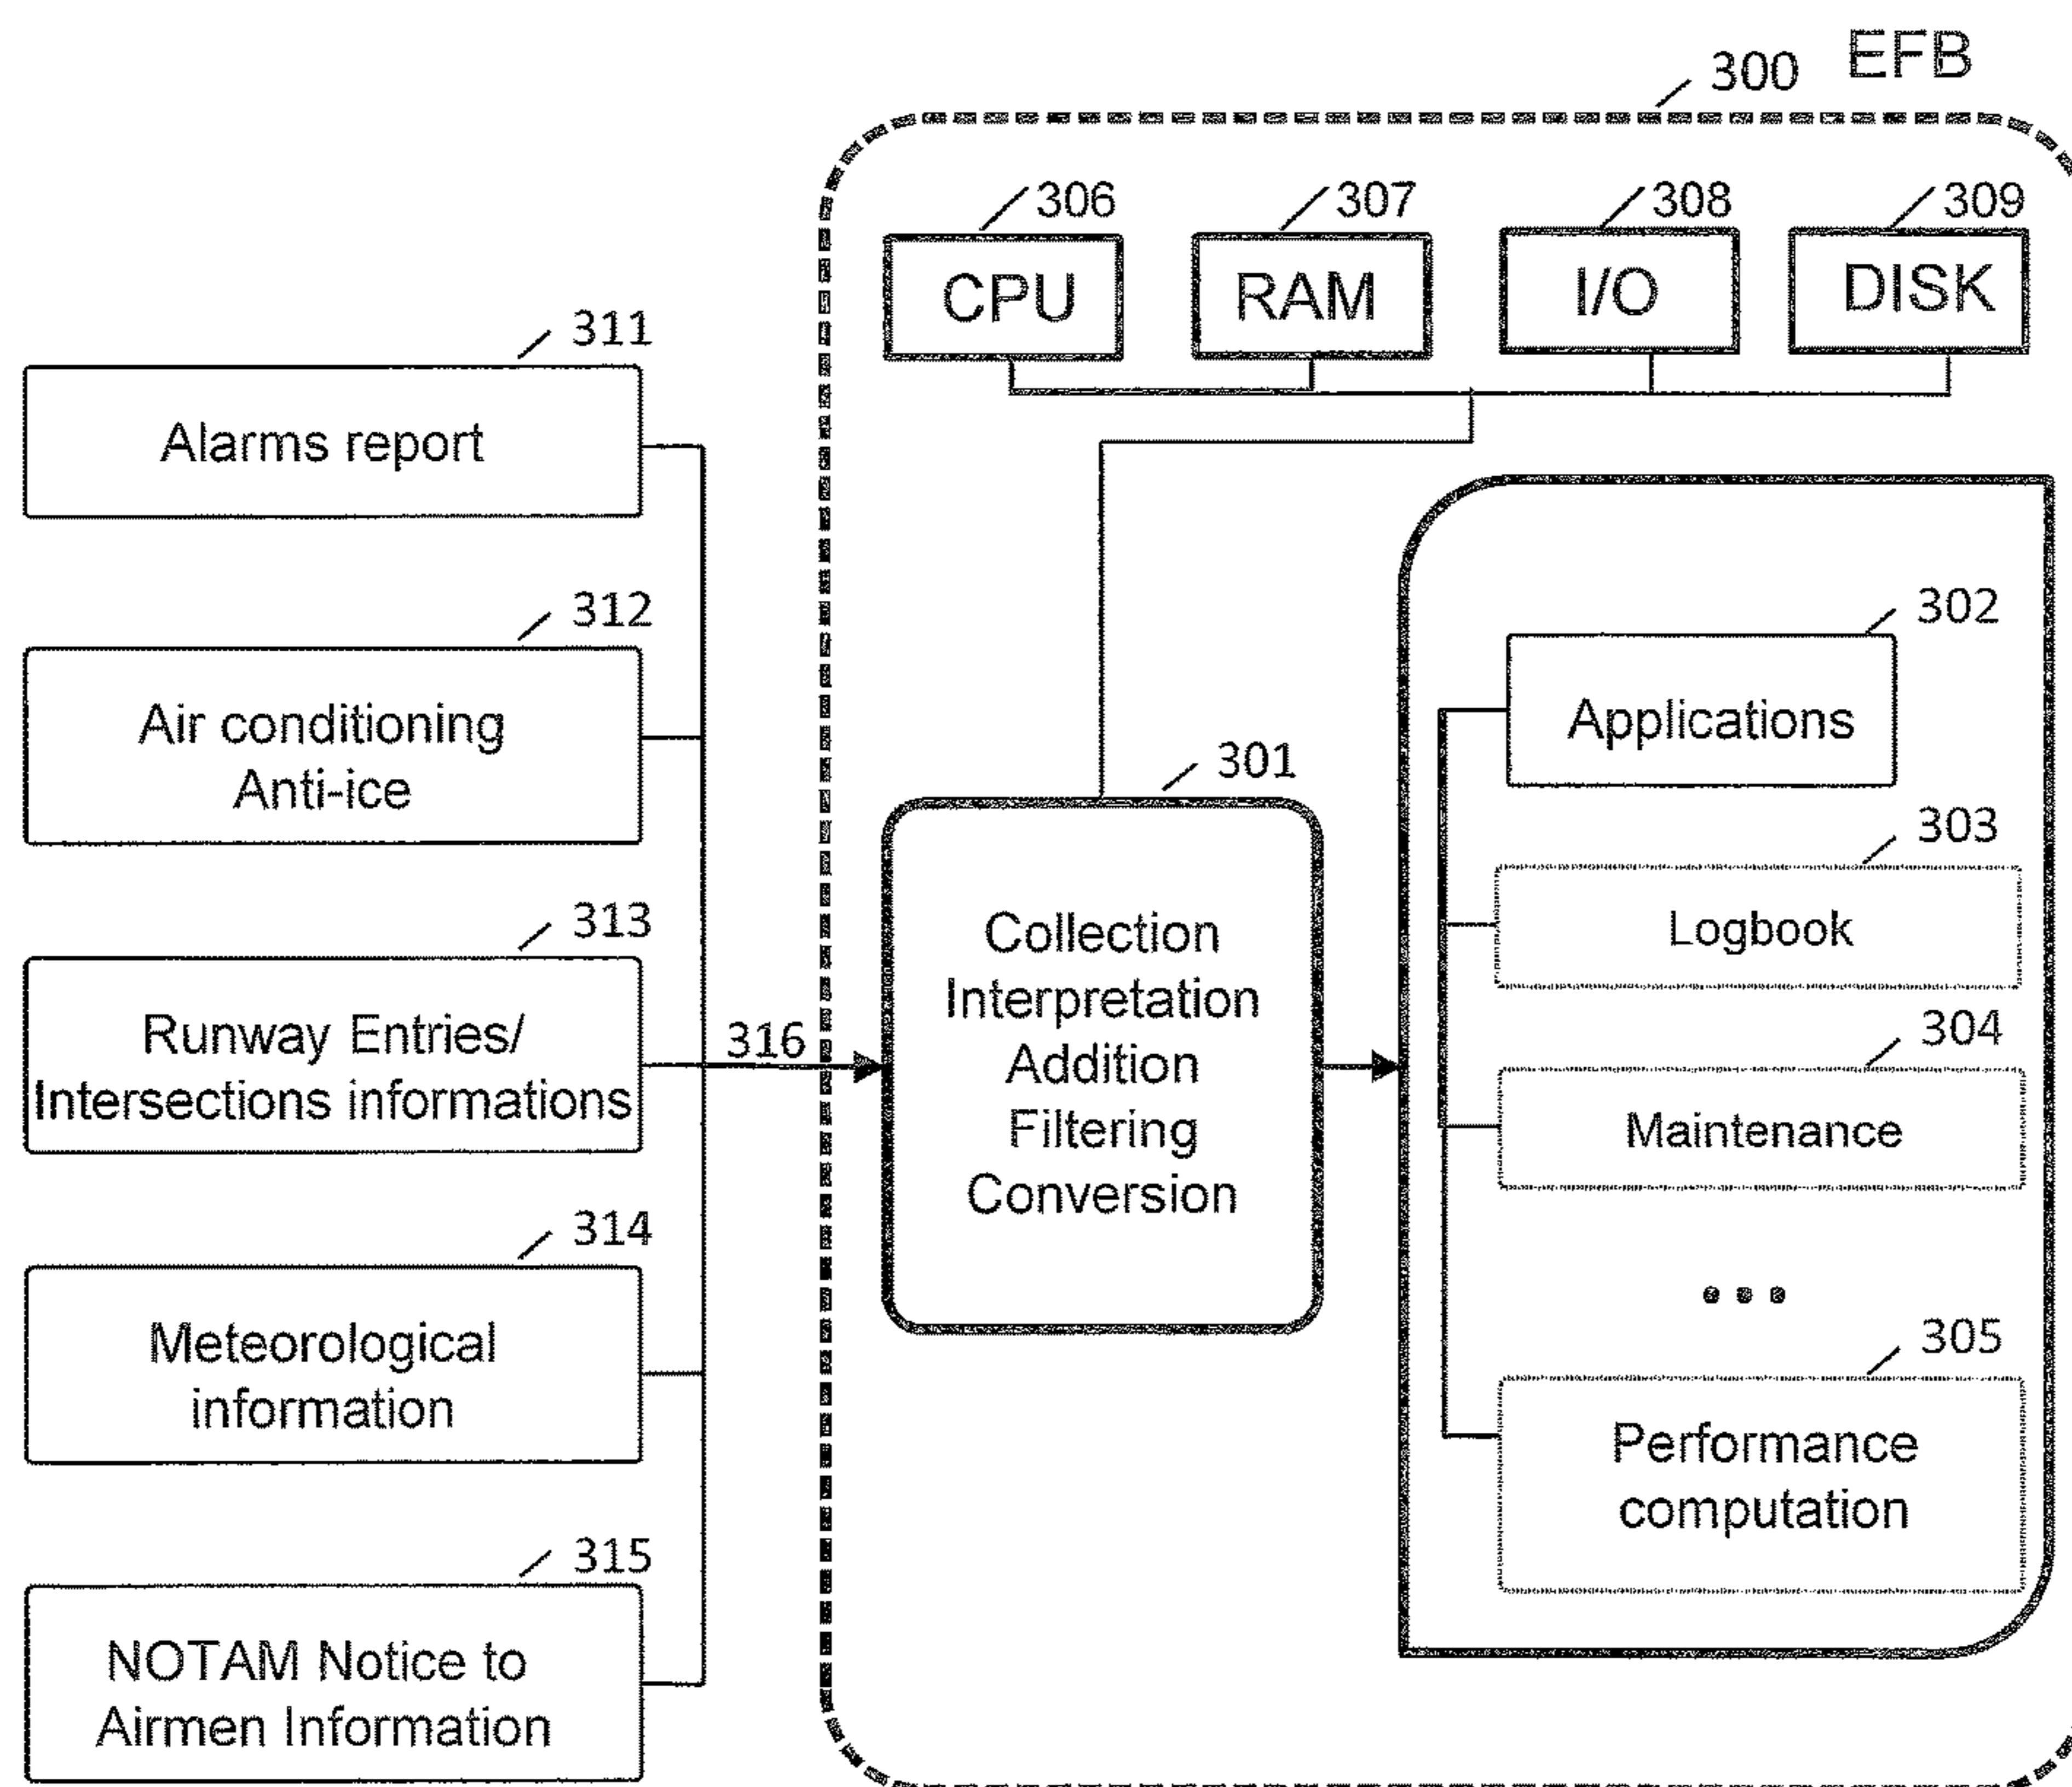 300 EFB
306
307
308
309
CPU
RAM
I/O
DISK
311
Alarms report
312
Air conditioning
Anti-ice
313
Runway Entries/
Intersections informations
314
Meteorological
information
315
NOTAM Notice to
Airmen Information
316
301
Collection
Interpretation
Addition
Filtering
Conversion
302
Applications
303
Logbook
304
Maintenance
...
305
Performance
computation